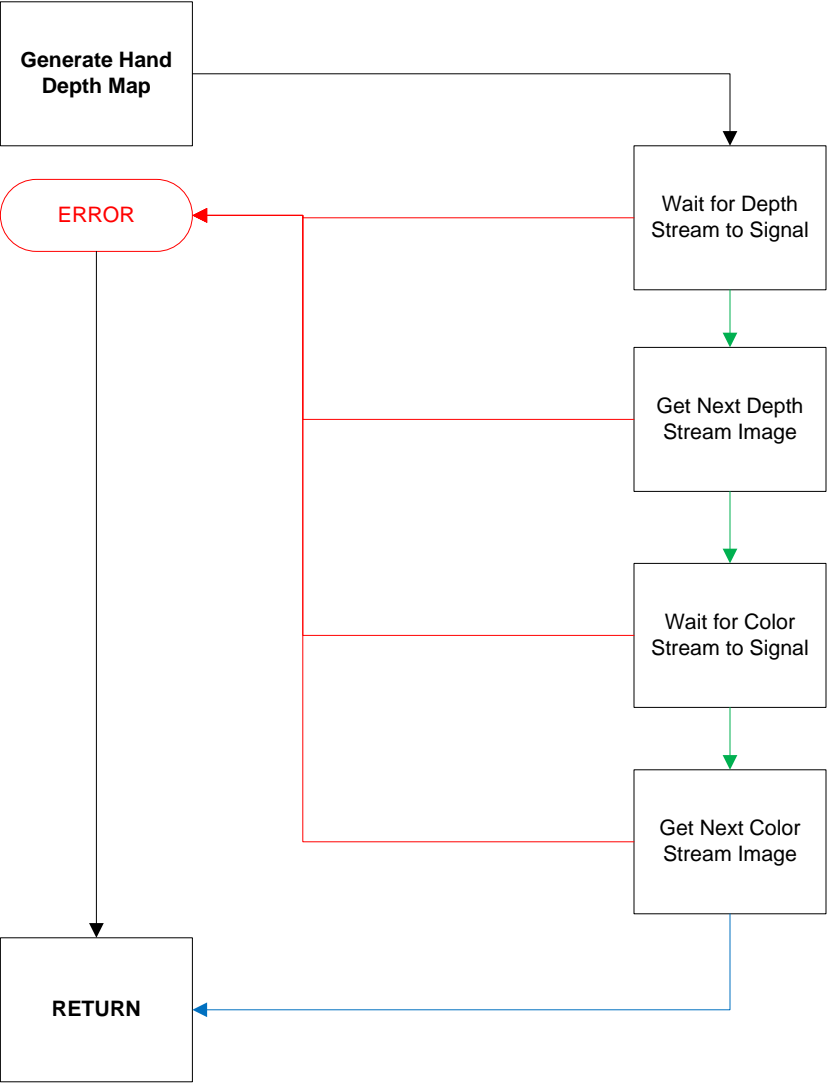 Generate Hand
Depth Map
Wait for Depth
Stream to Signal
ERROR
Get Next Depth
Stream Image
Wait for Color
Stream to Signal
Get Next Color
Stream Image
RETURN